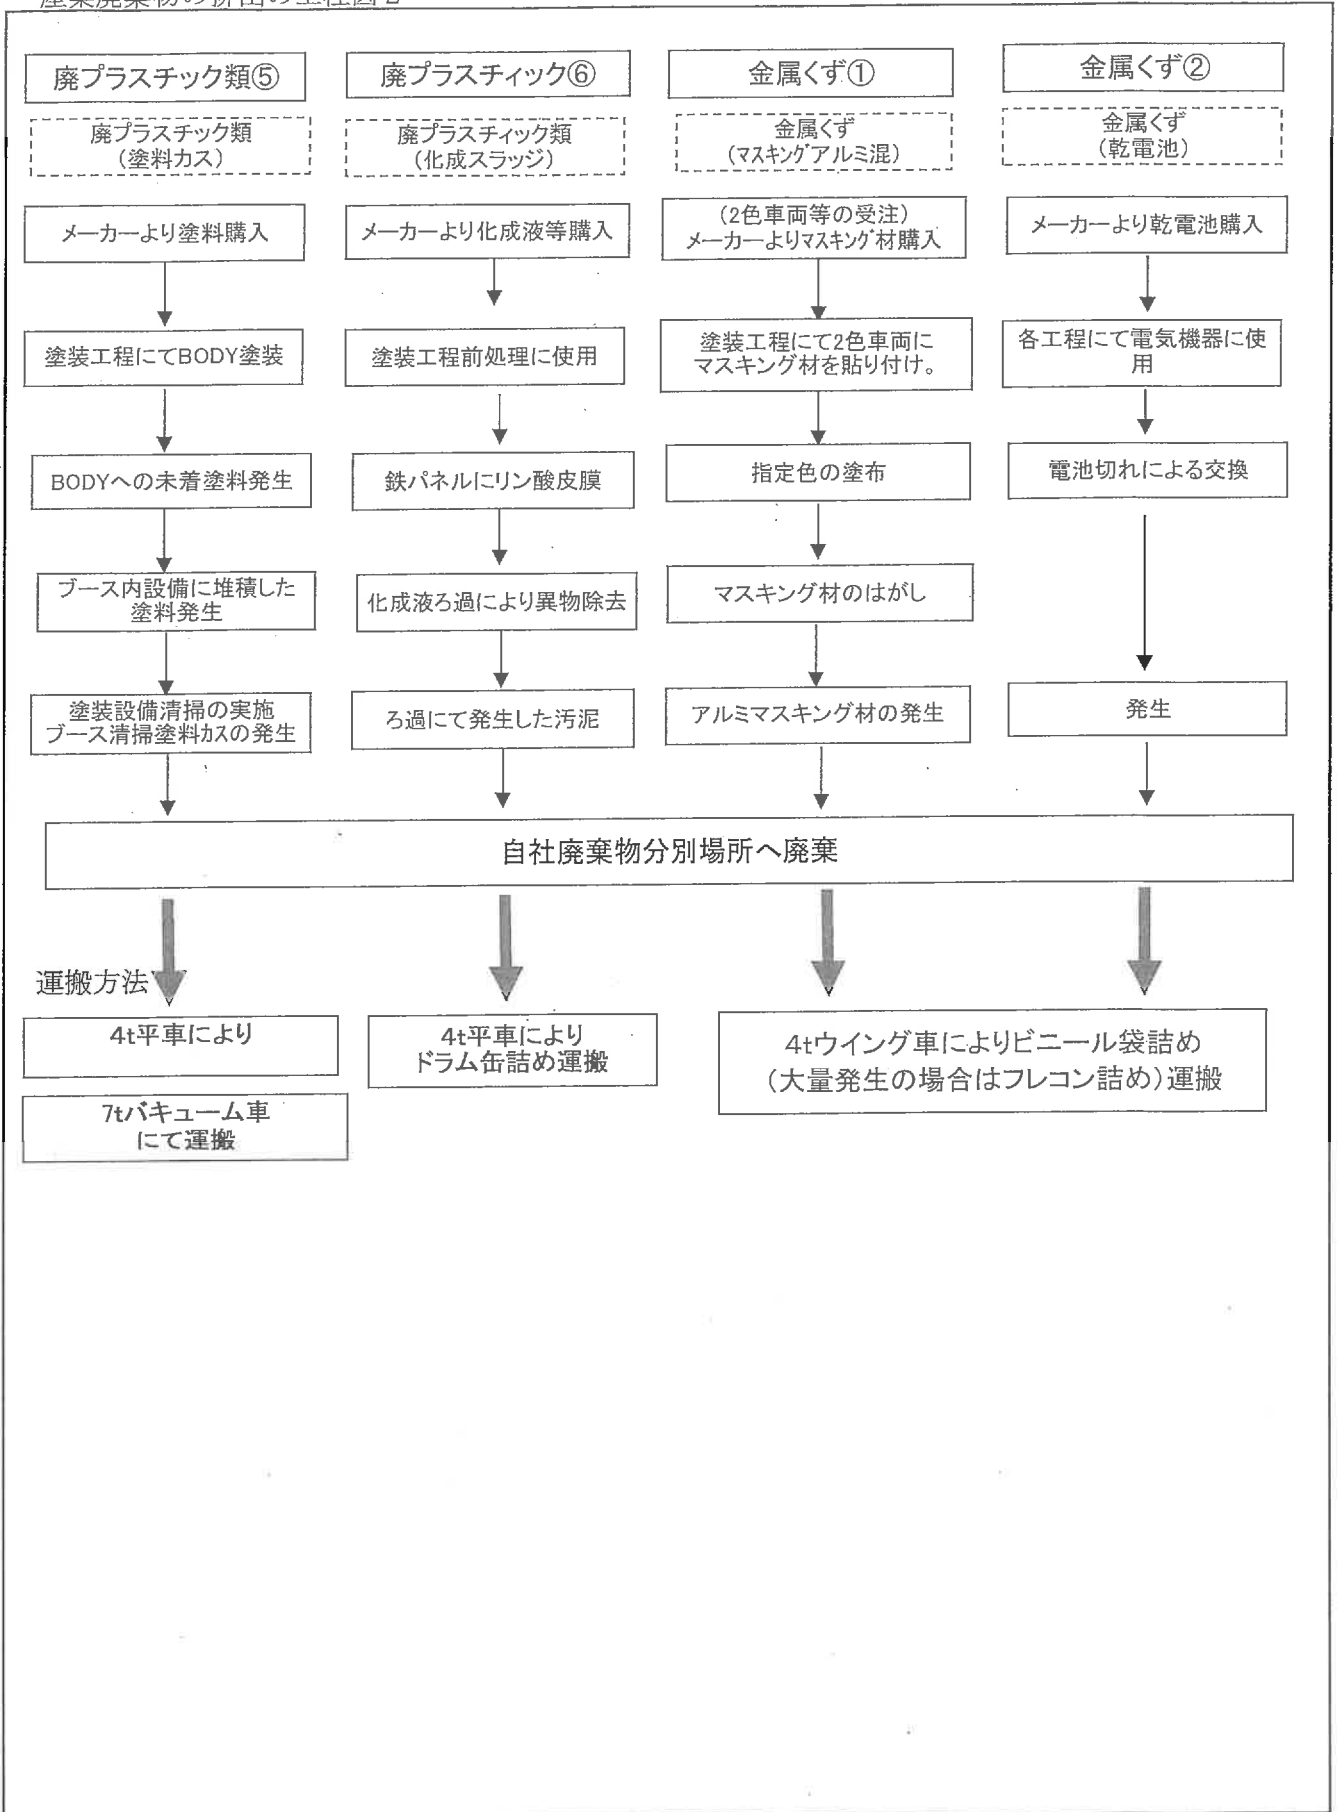 廃プラスチック類⑤
廃プラスチック類
(塗料カス)
メーカーより塗料購入
塗装工程にてBODY塗装
BODYへの未着塗料発生
ブース内設備に堆積した
塗料発生
塗装設備清掃の実施
ブース清掃塗料カスの発生
廃プラスティック⑥
廃プラスティック類
(化成スラッジ)
メーカーより化成液等購入
塗装工程前処理に使用
鉄パネルにリン酸皮膜
化成液ろ過により異物除去
ろ過にて発生した汚泥
金属くず①
金属くず
(マスキングアルミ混)
(2色車両等の受注)
メーカーよりマスキング材購入
塗装工程にて2色車両に
マスキング材を貼り付け。
指定色の塗布
マスキング材のはがし
アルミマスキング材の発生
金属くず②
金属くず
(乾電池)
メーカーより乾電池購入
各工程にて電気機器に使
用
電池切れによる交換
発生
自社廃棄物分別場所へ廃棄
運搬方法
4t平車により
7tバキューム車
にて運搬
4t平車により
ドラム缶詰め運搬
4tウイング車によりビニール袋詰め
(大量発生の場合はフレコン詰め)運搬